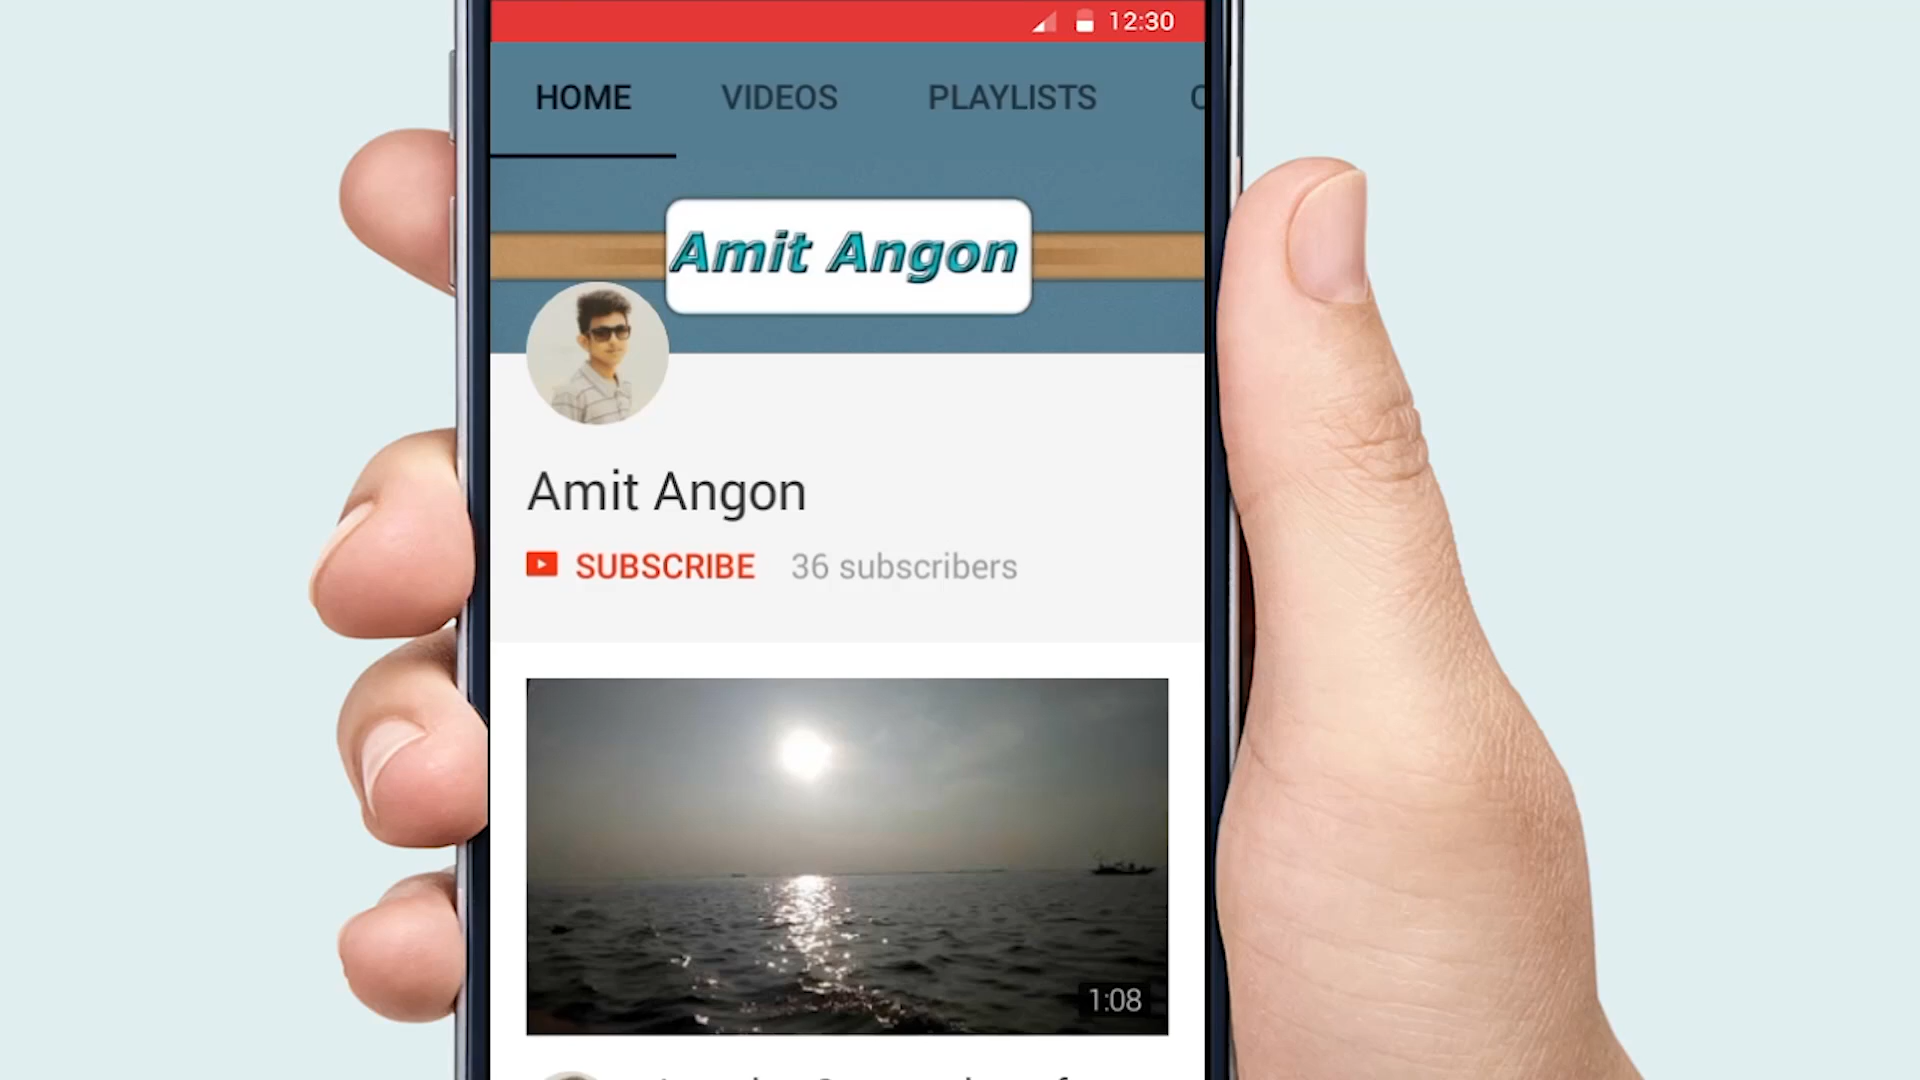 12:30
HOME VIDEOS PLAYLISTS
Amit Angon
Amit Angon
SUBSCRIBE 36 subscribers
1:08